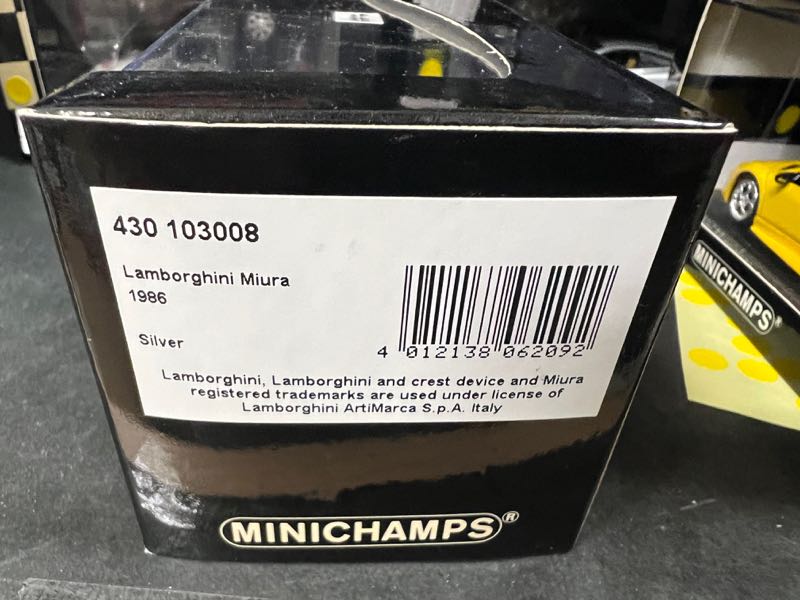 430 103008
Lamborghini Miura
1986
Silver
4 012138 062092
Lamborghini, Lamborghini and crest device and Miura
registered trademarks are used under license of
Lamborghini ArtiMarca S.p.A. Italy
MINICHAMPS®
MINICHAMPS®